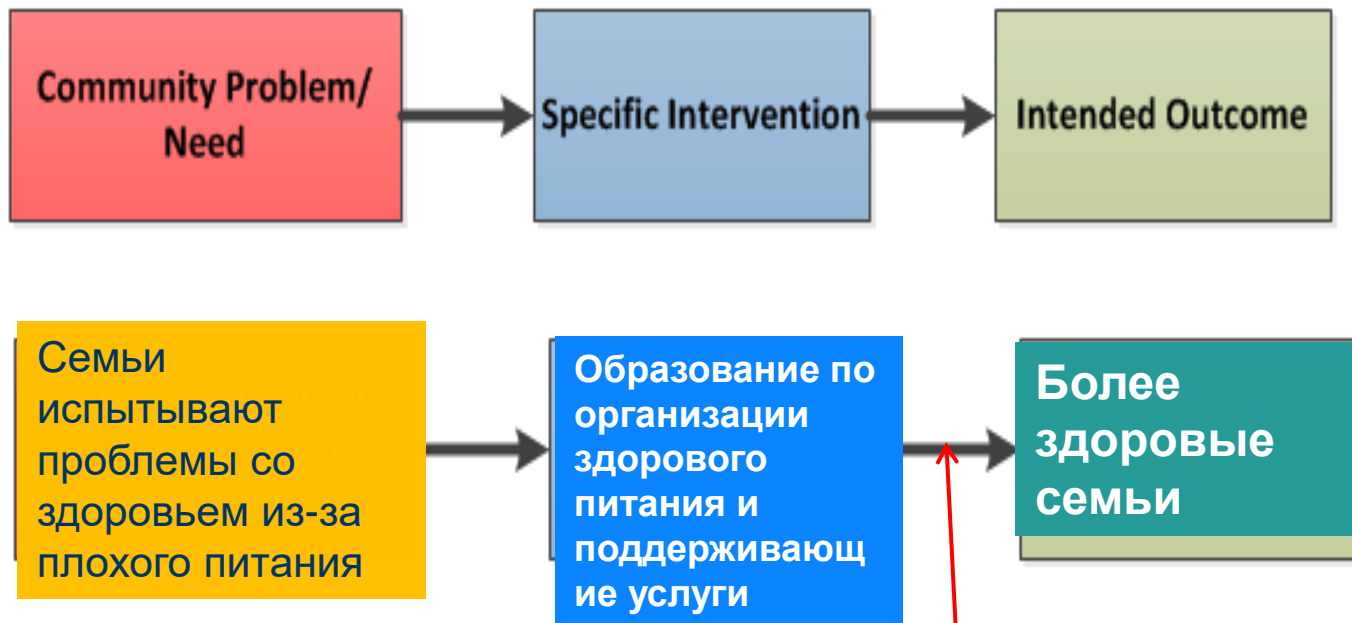 Community Problem/
Need
Specific Intervention
Intended Outcome
Семьи
испытывают
проблемы со
здоровьем из-за
плохого питания
Образование по
организации
здорового
питания и
поддерживающ
ие услуги
Более
здоровые
семьи